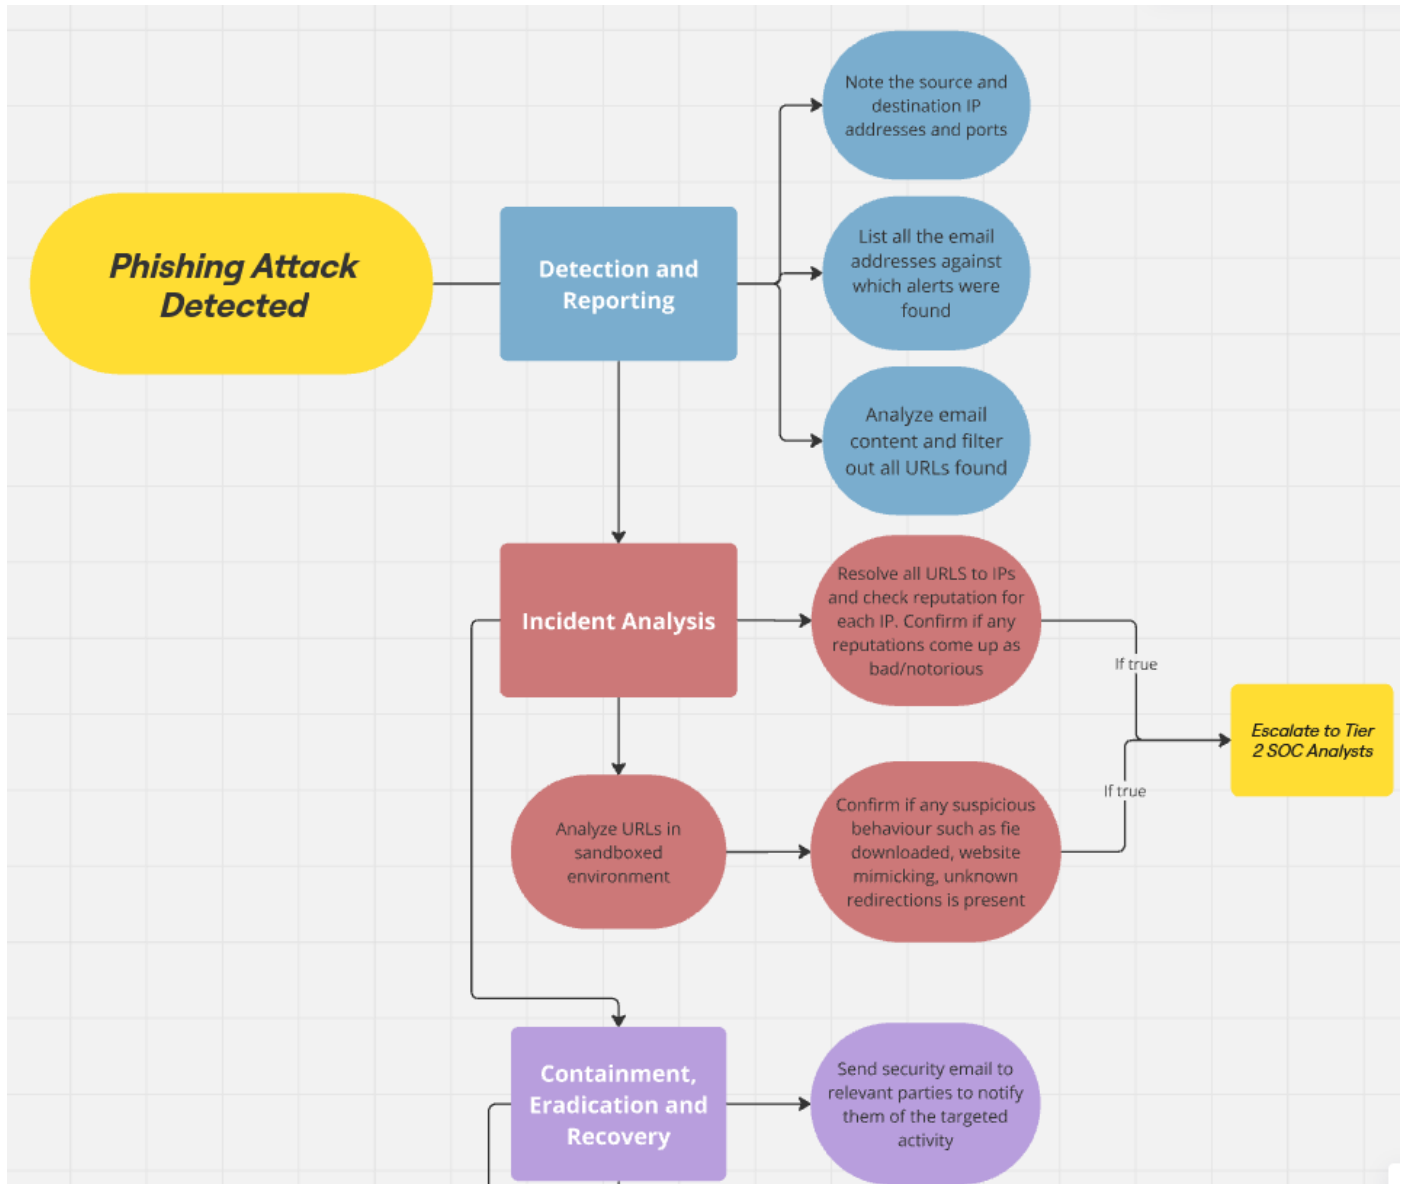 Phishing Attack
Detected
Detection and
Reporting
Note the source and
destination IP
addresses and ports
List all the email
addresses against
which alerts were
found
Analyze email
content and filter
out all URLs found
Incident Analysis
Resolve all URLS to IPs
and check reputation for
each IP. Confirm if any
reputations come up as
bad/notorious
If true
Escalate to Tier
2 SOC Analysts
If true
Analyze URLs in
sandboxed
environment
Confirm if any suspicious
behaviour such as fie
downloaded, website
mimicking, unknown
redirections is present
Containment,
Eradication and
Recovery
Send security email to
relevant parties to notify
them of the targeted
activity